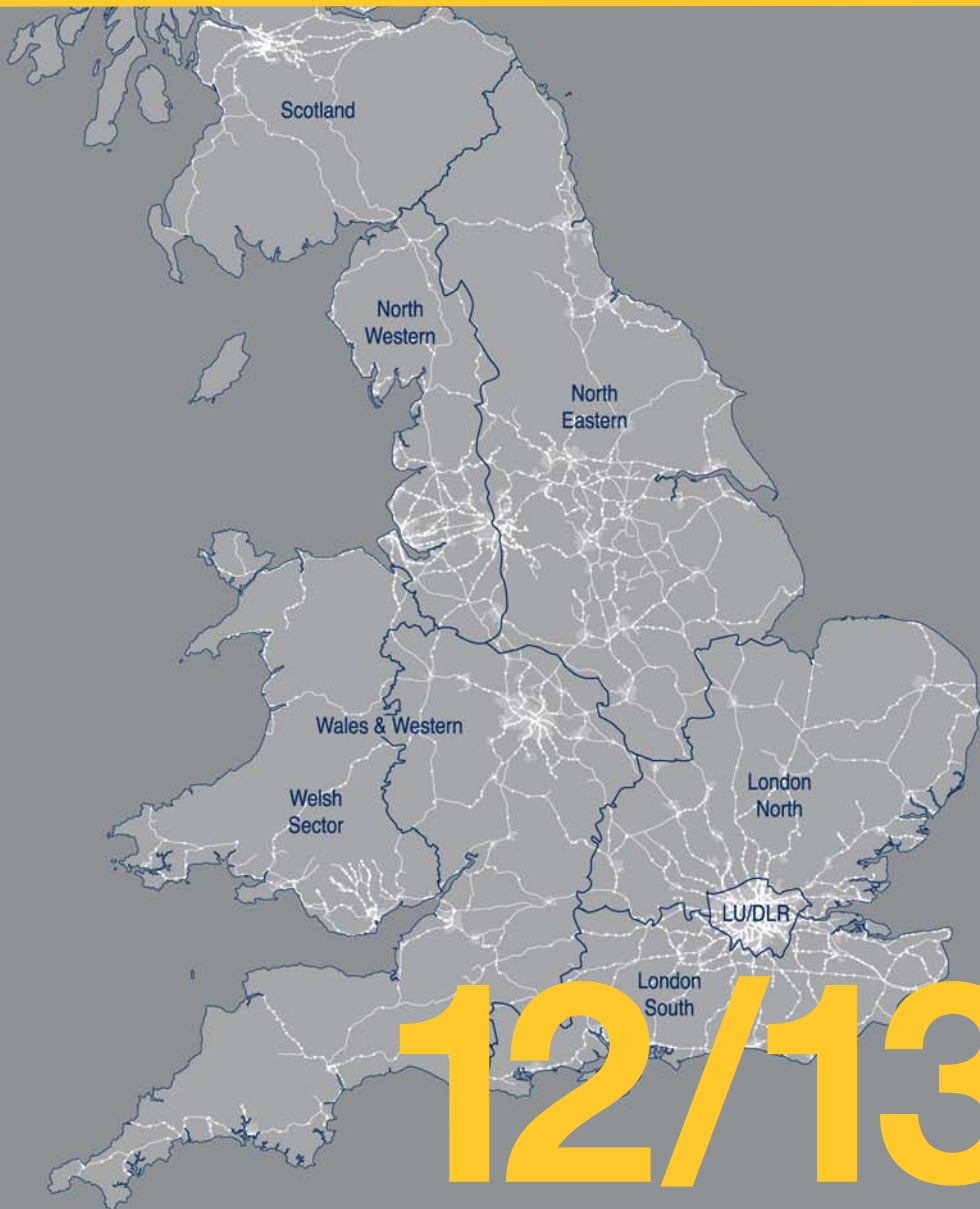 Scotland
North
Western
North
Eastern
Wales & Western
Welsh
Sector
London
North
LU/DLR
London
South
12/13